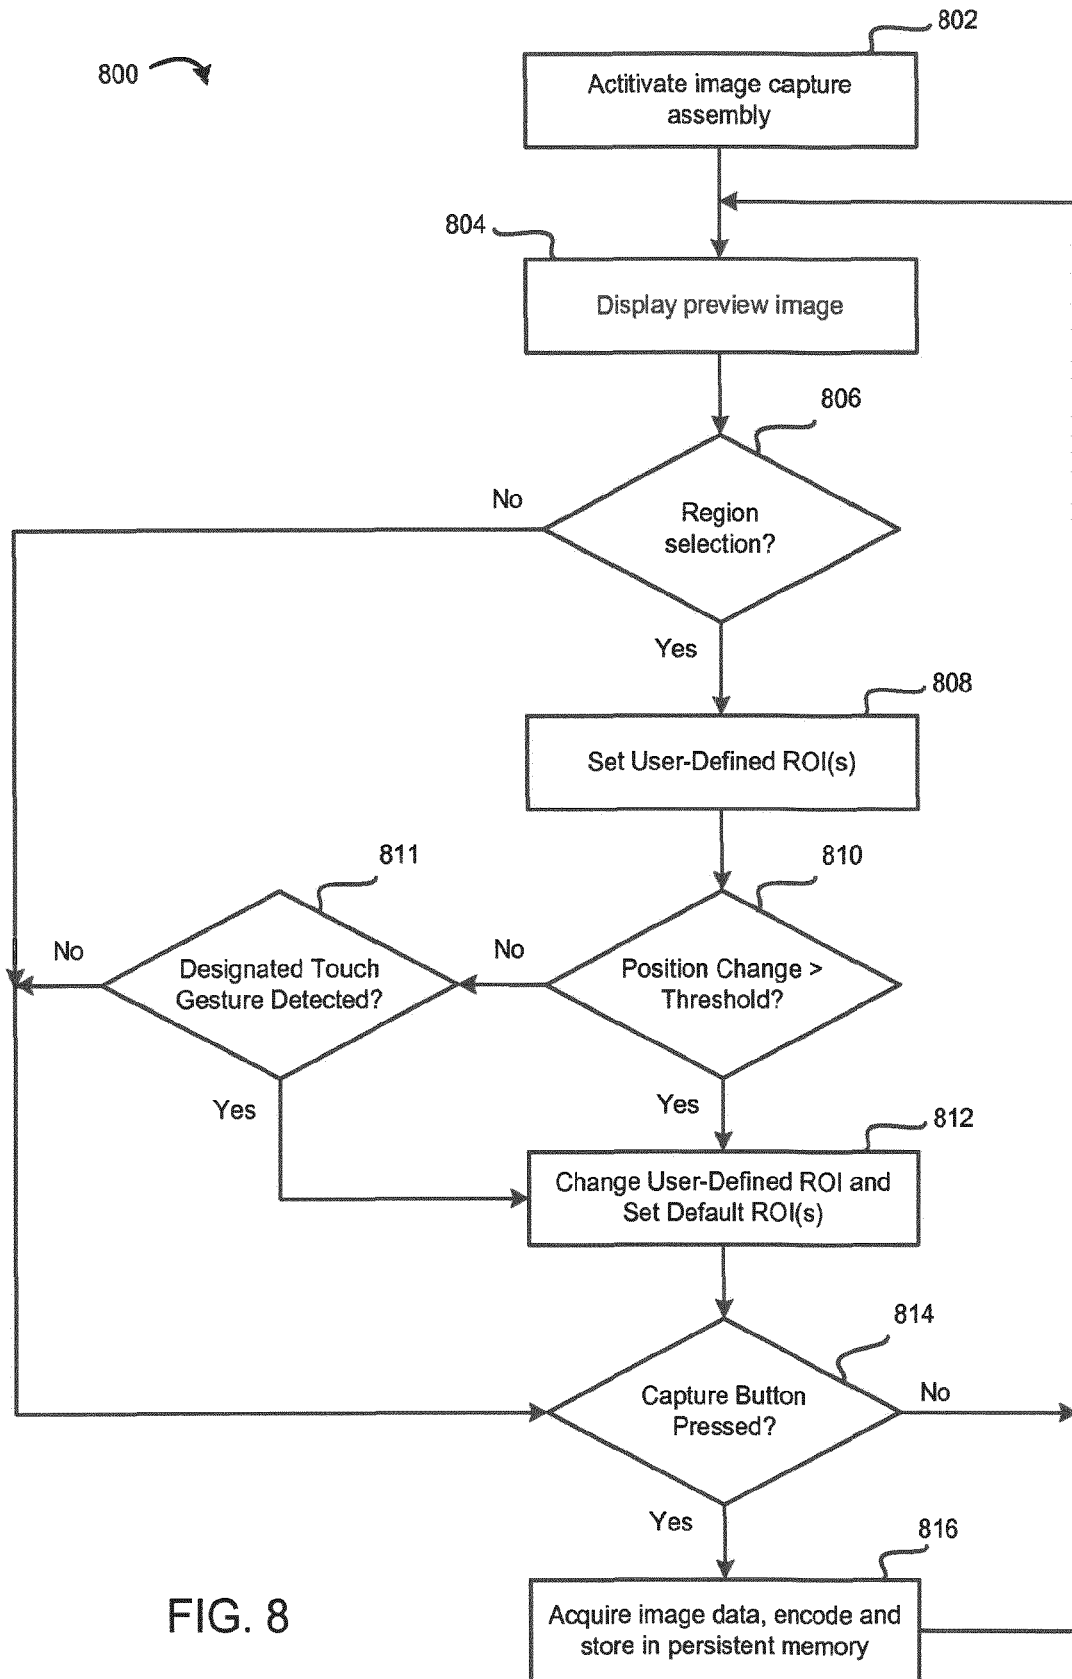 802
800
Actitivate image capture
assembly
804
Display preview image
806
No
Region
selection?
Yes
808
Set User-Defined ROI(s)
811
810
No
Designated Touch
Gesture Detected?
No
Position Change >
Threshold?
Yes
Yes
812
Change User-Defined ROI and
Set Default ROI(s)
814
Capture Button
Pressed?
No
Yes
816
FIG. 8
Acquire image data, encode and
store in persistent memory